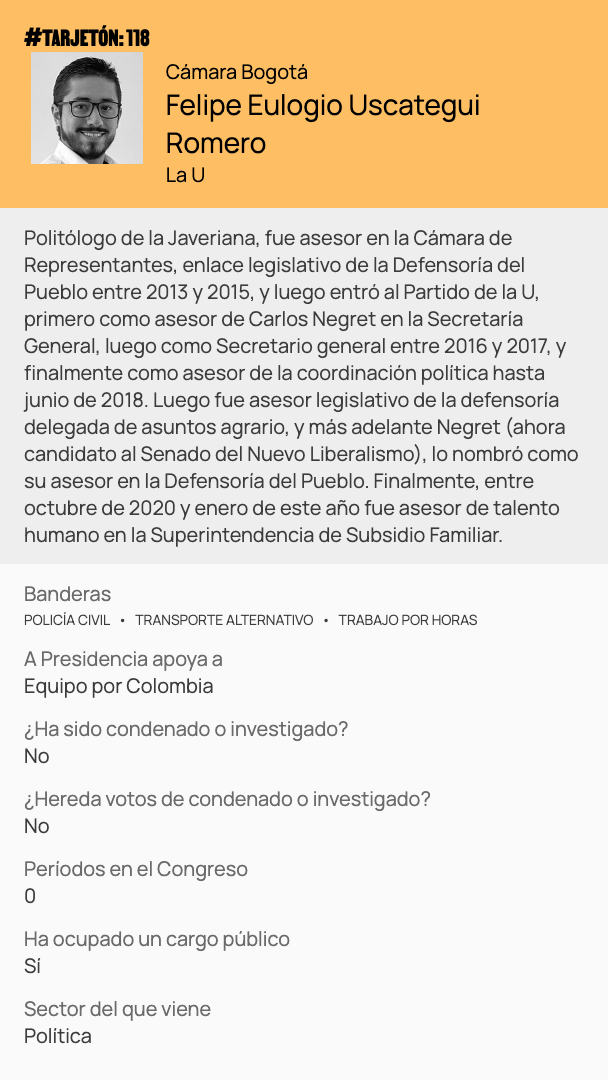 #TARJETÓN: 118
Cámara Bogotá
Felipe Eulogio Uscategui
Romero
La U
Politólogo de la Javeriana, fue asesor en la Cámara de
Representantes, enlace legislativo de la Defensoría del
Pueblo entre 2013 y 2015, y luego entró al Partido de la U,
primero como asesor de Carlos Negret en la Secretaría
General, luego como Secretario general entre 2016 y 2017, y
finalmente como asesor de la coordinación política hasta
junio de 2018. Luego fue asesor legislativo de la defensoría
delegada de asuntos agrario, y más adelante Negret (ahora
candidato al Senado del Nuevo Liberalismo), lo nombró como
su asesor en la Defensoría del Pueblo. Finalmente, entre
octubre de 2020 y enero de este año fue asesor de talento
humano en la Superintendencia de Subsidio Familiar.
Banderas
POLICÍA CIVIL • TRANSPORTE ALTERNATIVO • TRABAJO POR HORAS
A Presidencia apoya a
Equipo por Colombia
¿Ha sido condenado o investigado?
No
¿Hereda votos de condenado o investigado?
No
Períodos en el Congreso
0
Ha ocupado un cargo público
Sí
Sector del que viene
Política